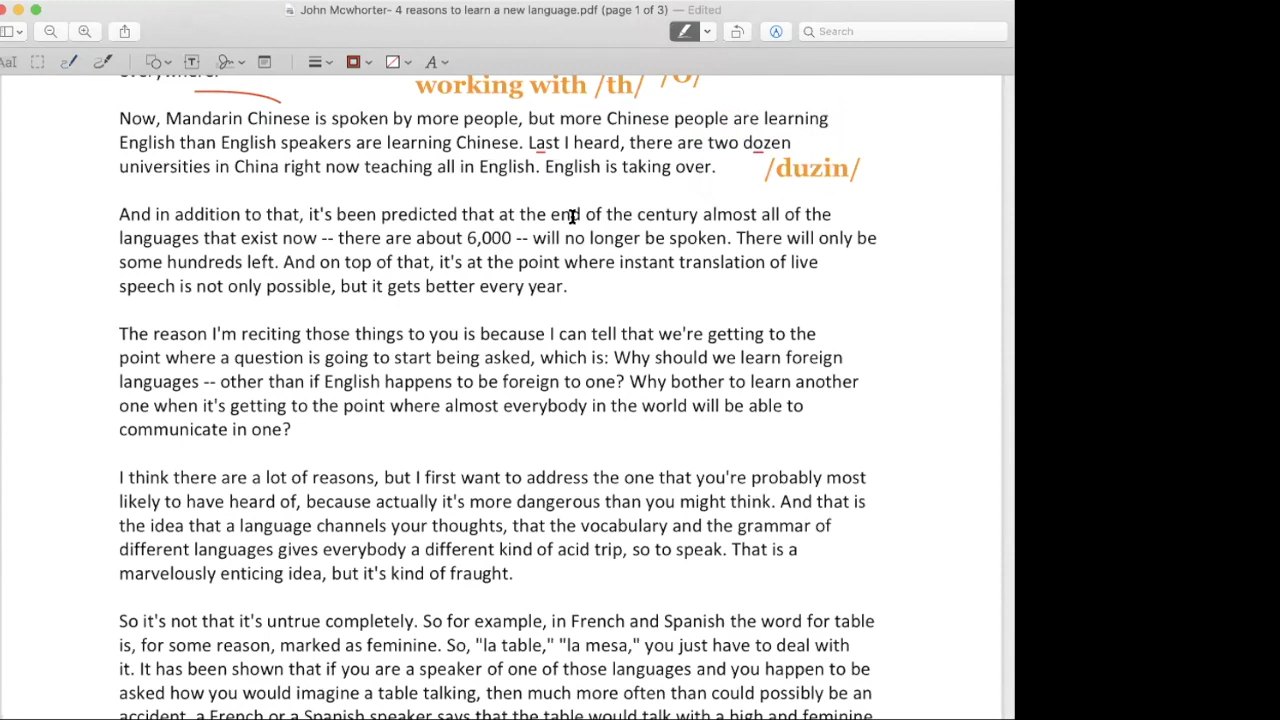 John Mcwhorter- 4 reasons to learn a new language.pdf (page 1 of 3) — Edited
Search
AaI
A
everywhere.
working with /th/
Now, Mandarin Chinese is spoken by more people, but more Chinese people are learning
English than English speakers are learning Chinese. Last I heard, there are two dozen
universities in China right now teaching all in English. English is taking over.
/duzin/
And in addition to that, it's been predicted that at the end of the century almost all of the
languages that exist now -- there are about 6,000 -- will no longer be spoken. There will only be
some hundreds left. And on top of that, it's at the point where instant translation of live
speech is not only possible, but it gets better every year.
The reason I'm reciting those things to you is because I can tell that we're getting to the
point where a question is going to start being asked, which is: Why should we learn foreign
languages -- other than if English happens to be foreign to one? Why bother to learn another
one when it's getting to the point where almost everybody in the world will be able to
communicate in one?
I think there are a lot of reasons, but I first want to address the one that you're probably most
likely to have heard of, because actually it's more dangerous than you might think. And that is
the idea that a language channels your thoughts, that the vocabulary and the grammar of
different languages gives everybody a different kind of acid trip, so to speak. That is a
marvelously enticing idea, but it's kind of fraught.
So it's not that it's untrue completely. So for example, in French and Spanish the word for table
is, for some reason, marked as feminine. So, "la table," "la mesa," you just have to deal with
it. It has been shown that if you are a speaker of one of those languages and you happen to be
asked how you would imagine a table talking, then much more often than could possibly be an
accident, a French or a Spanish speaker says that the table would talk with a high and feminine